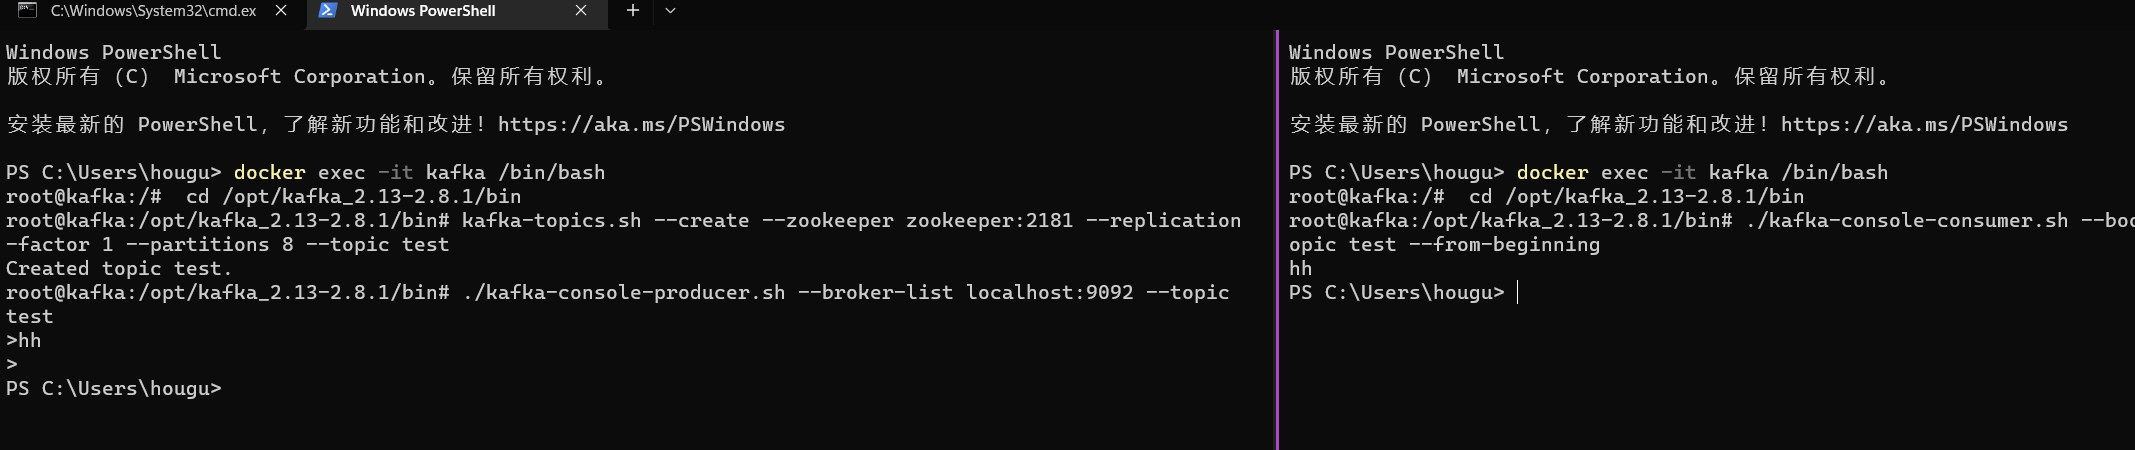 C:\Windows\System32\cmd.ex
Windows PowerShell
Windows PowerShell
版权所有 (C) Microsoft Corporation。保留所有权利。
安装最新的 PowerShell，了解新功能和改进！https://aka.ms/PSWindows
PS C:\Users\hougu> docker exec -it kafka /bin/bash
root@kafka:/#  cd /opt/kafka_2.13-2.8.1/bin
root@kafka:/opt/kafka_2.13-2.8.1/bin# kafka-topics.sh --create --zookeeper zookeeper:2181 --replication
-factor 1 --partitions 8 --topic test
Created topic test.
root@kafka:/opt/kafka_2.13-2.8.1/bin# ./kafka-console-producer.sh --broker-list localhost:9092 --topic
test
>hh
>
PS C:\Users\hougu>
Windows PowerShell
版权所有 (C) Microsoft Corporation。保留所有权利。
安装最新的 PowerShell，了解新功能和改进！https://aka.ms/PSWindows
PS C:\Users\hougu> docker exec -it kafka /bin/bash
root@kafka:/#  cd /opt/kafka_2.13-2.8.1/bin
root@kafka:/opt/kafka_2.13-2.8.1/bin# ./kafka-console-consumer.sh --boo
opic test --from-beginning
hh
PS C:\Users\hougu>